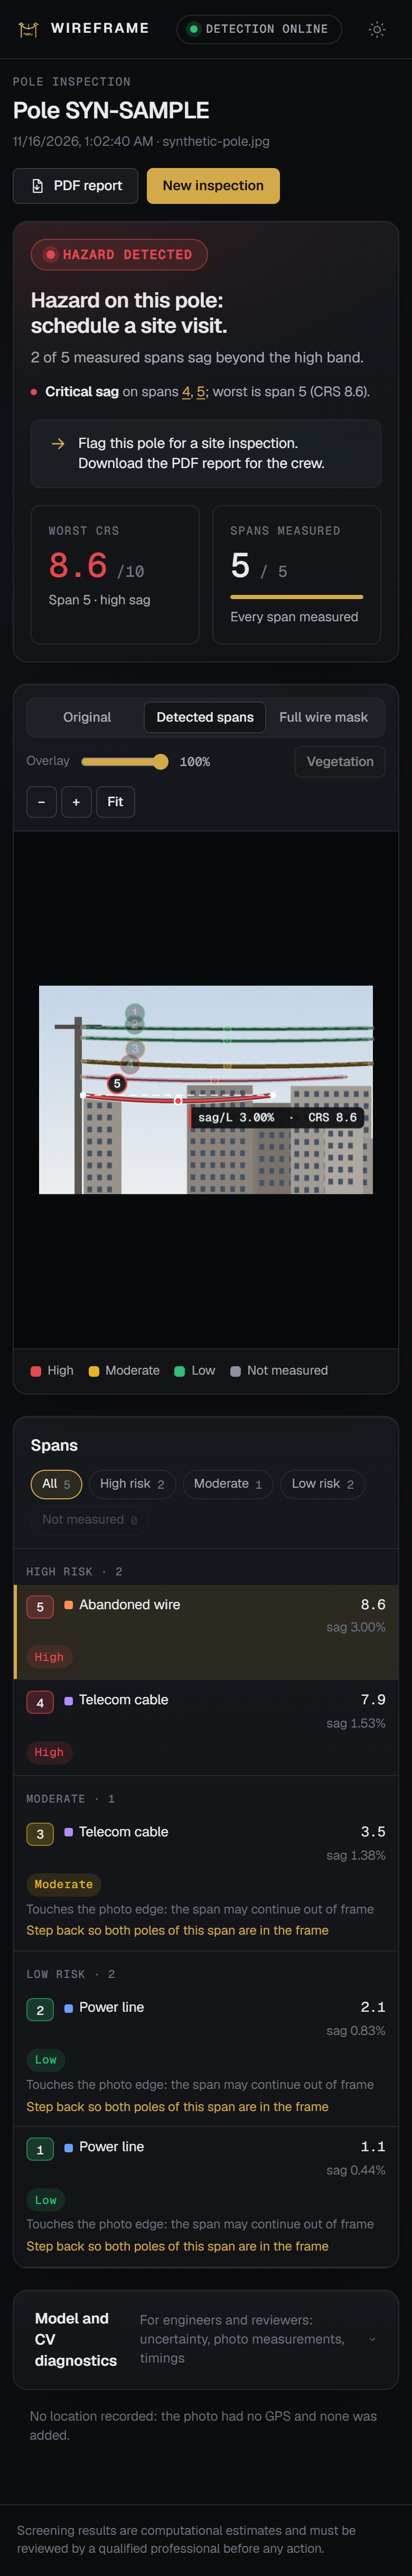 WIREFRAME
DETECTION ONLINE
POLE INSPECTION
Pole SYN-SAMPLE
11/16/2026, 1:02:40 AM · synthetic-pole.jpg
PDF report
New inspection
HAZARD DETECTED
Hazard on this pole:
schedule a site visit.
2 of 5 measured spans sag beyond the high band.
Critical sag on spans 4, 5; worst is span 5 (CRS 8.6).
→ Flag this pole for a site inspection.
Download the PDF report for the crew.
WORST CRS
8.6 /10
Span 5 · high sag
SPANS MEASURED
5 / 5
Every span measured
Original
Detected spans
Full wire mask
Overlay
100%
Vegetation
−
+
Fit
1
2
3
4
5
sag/L 3.00% · CRS 8.6
High
Moderate
Low
Not measured
Spans
All 5
High risk 2
Moderate 1
Low risk 2
Not measured 0
HIGH RISK · 2
5 Abandoned wire 8.6
sag 3.00%
High
4 Telecom cable 7.9
sag 1.53%
High
MODERATE · 1
3 Telecom cable 3.5
sag 1.38%
Moderate
Touches the photo edge: the span may continue out of frame
Step back so both poles of this span are in the frame
LOW RISK · 2
2 Power line 2.1
sag 0.83%
Low
Touches the photo edge: the span may continue out of frame
Step back so both poles of this span are in the frame
1 Power line 1.1
sag 0.44%
Low
Touches the photo edge: the span may continue out of frame
Step back so both poles of this span are in the frame
Model and
CV
diagnostics
For engineers and reviewers:
uncertainty, photo measurements,
timings
No location recorded: the photo had no GPS and none was
added.
Screening results are computational estimates and must be
reviewed by a qualified professional before any action.